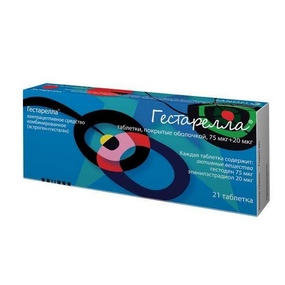 Гестарелла®
контрацептивное средство
комбинированное
(эстроген+гестаген)
Гестарелла®
таблетки, покрытые оболочкой, 75 мкг+20 мкг
Каждая таблетка содержит:
активные вещества
гестоден 75 мкг
этинилэстрадиол 20 мкг
21 таблетка